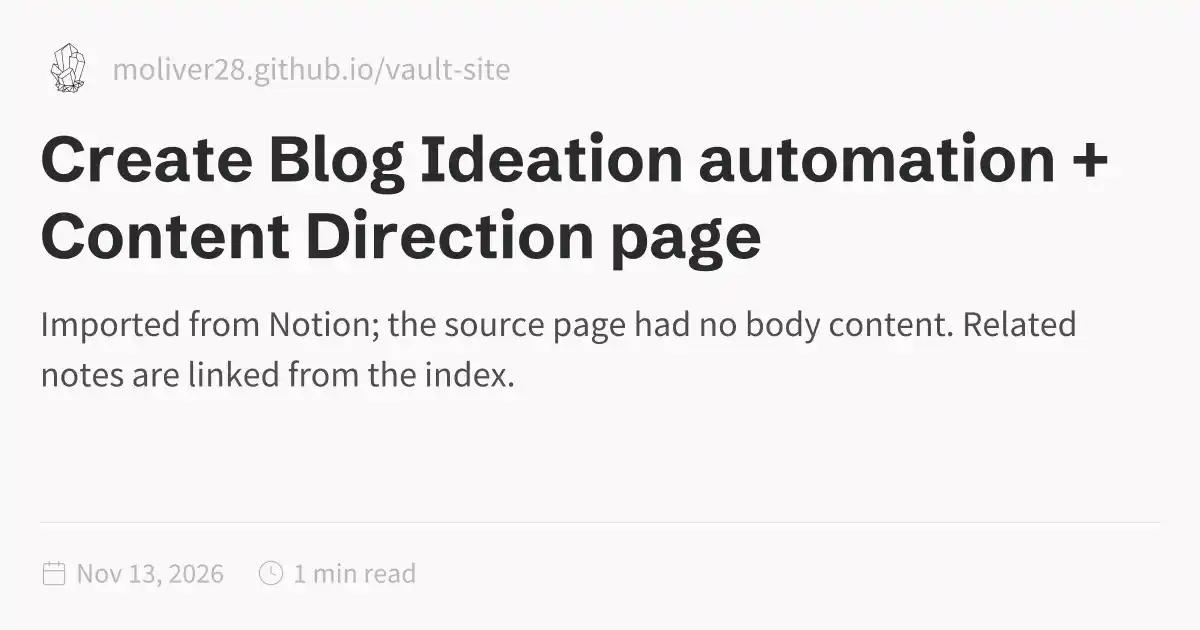 moliver28.github.io/vault-site
Create Blog Ideation automation +
Content Direction page
Imported from Notion; the source page had no body content. Related
notes are linked from the index.
Nov 13, 2026 1 min read